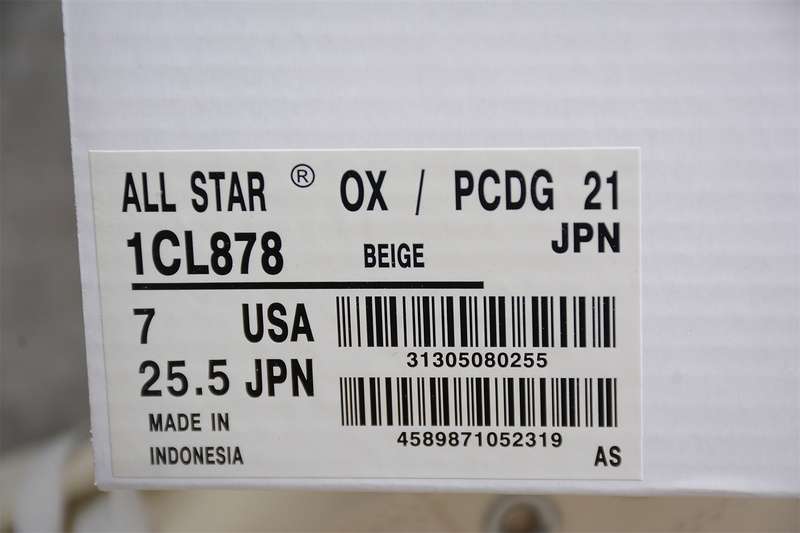 ALL STAR ® OX / PCDG 21
JPN
1CL878 BEIGE
7 USA
25.5 JPN
31305080255
4589871052319
MADE IN
INDONESIA
AS